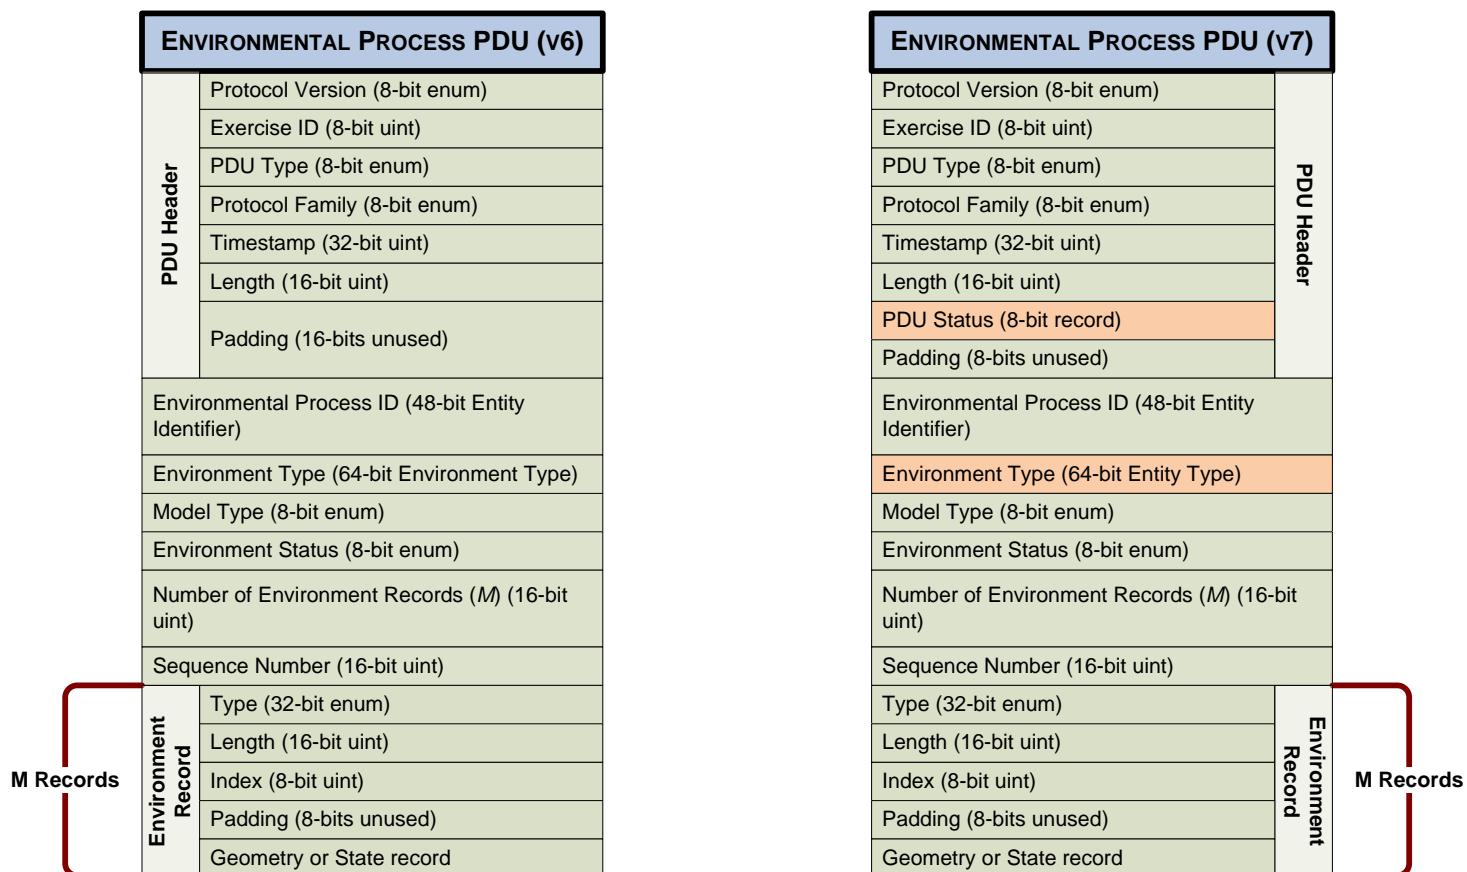 ENVIRONMENTAL PROCESS PDU (V6)
PDU Header
Protocol Version (8-bit enum)
Exercise ID (8-bit uint)
PDU Type (8-bit enum)
Protocol Family (8-bit enum)
Timestamp (32-bit uint)
Length (16-bit uint)
Padding (16-bits unused)
Environmental Process ID (48-bit Entity
Identifier)
Environment Type (64-bit Environment Type)
Model Type (8-bit enum)
Environment Status (8-bit enum)
Number of Environment Records (M) (16-bit
uint)
Sequence Number (16-bit uint)
M Records
Environment
Record
Type (32-bit enum)
Length (16-bit uint)
Index (8-bit uint)
Padding (8-bits unused)
Geometry or State record
ENVIRONMENTAL PROCESS PDU (V7)
Protocol Version (8-bit enum)
Exercise ID (8-bit uint)
PDU Type (8-bit enum)
Protocol Family (8-bit enum)
Timestamp (32-bit uint)
Length (16-bit uint)
PDU Status (8-bit record)
Padding (8-bits unused)
PDU Header
Environmental Process ID (48-bit Entity
Identifier)
Environment Type (64-bit Entity Type)
Model Type (8-bit enum)
Environment Status (8-bit enum)
Number of Environment Records (M) (16-bit
uint)
Sequence Number (16-bit uint)
Type (32-bit enum)
Length (16-bit uint)
Index (8-bit uint)
Padding (8-bits unused)
Geometry or State record
Environment
Record
M Records